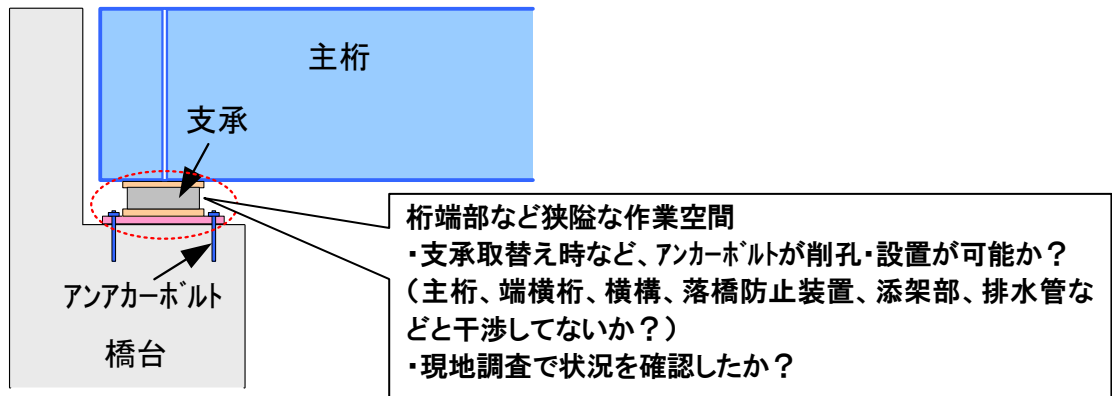 主桁
支承
桁端部など狭隘な作業空間
・支承取替え時など、ｱﾝｶｰﾎﾞﾙﾄが削孔・設置が可能か？
（主桁、端横桁、横構、落橋防止装置、添架部、排水管な
どと干渉してないか？）
・現地調査で状況を確認したか？
アンアカーボルト
橋台